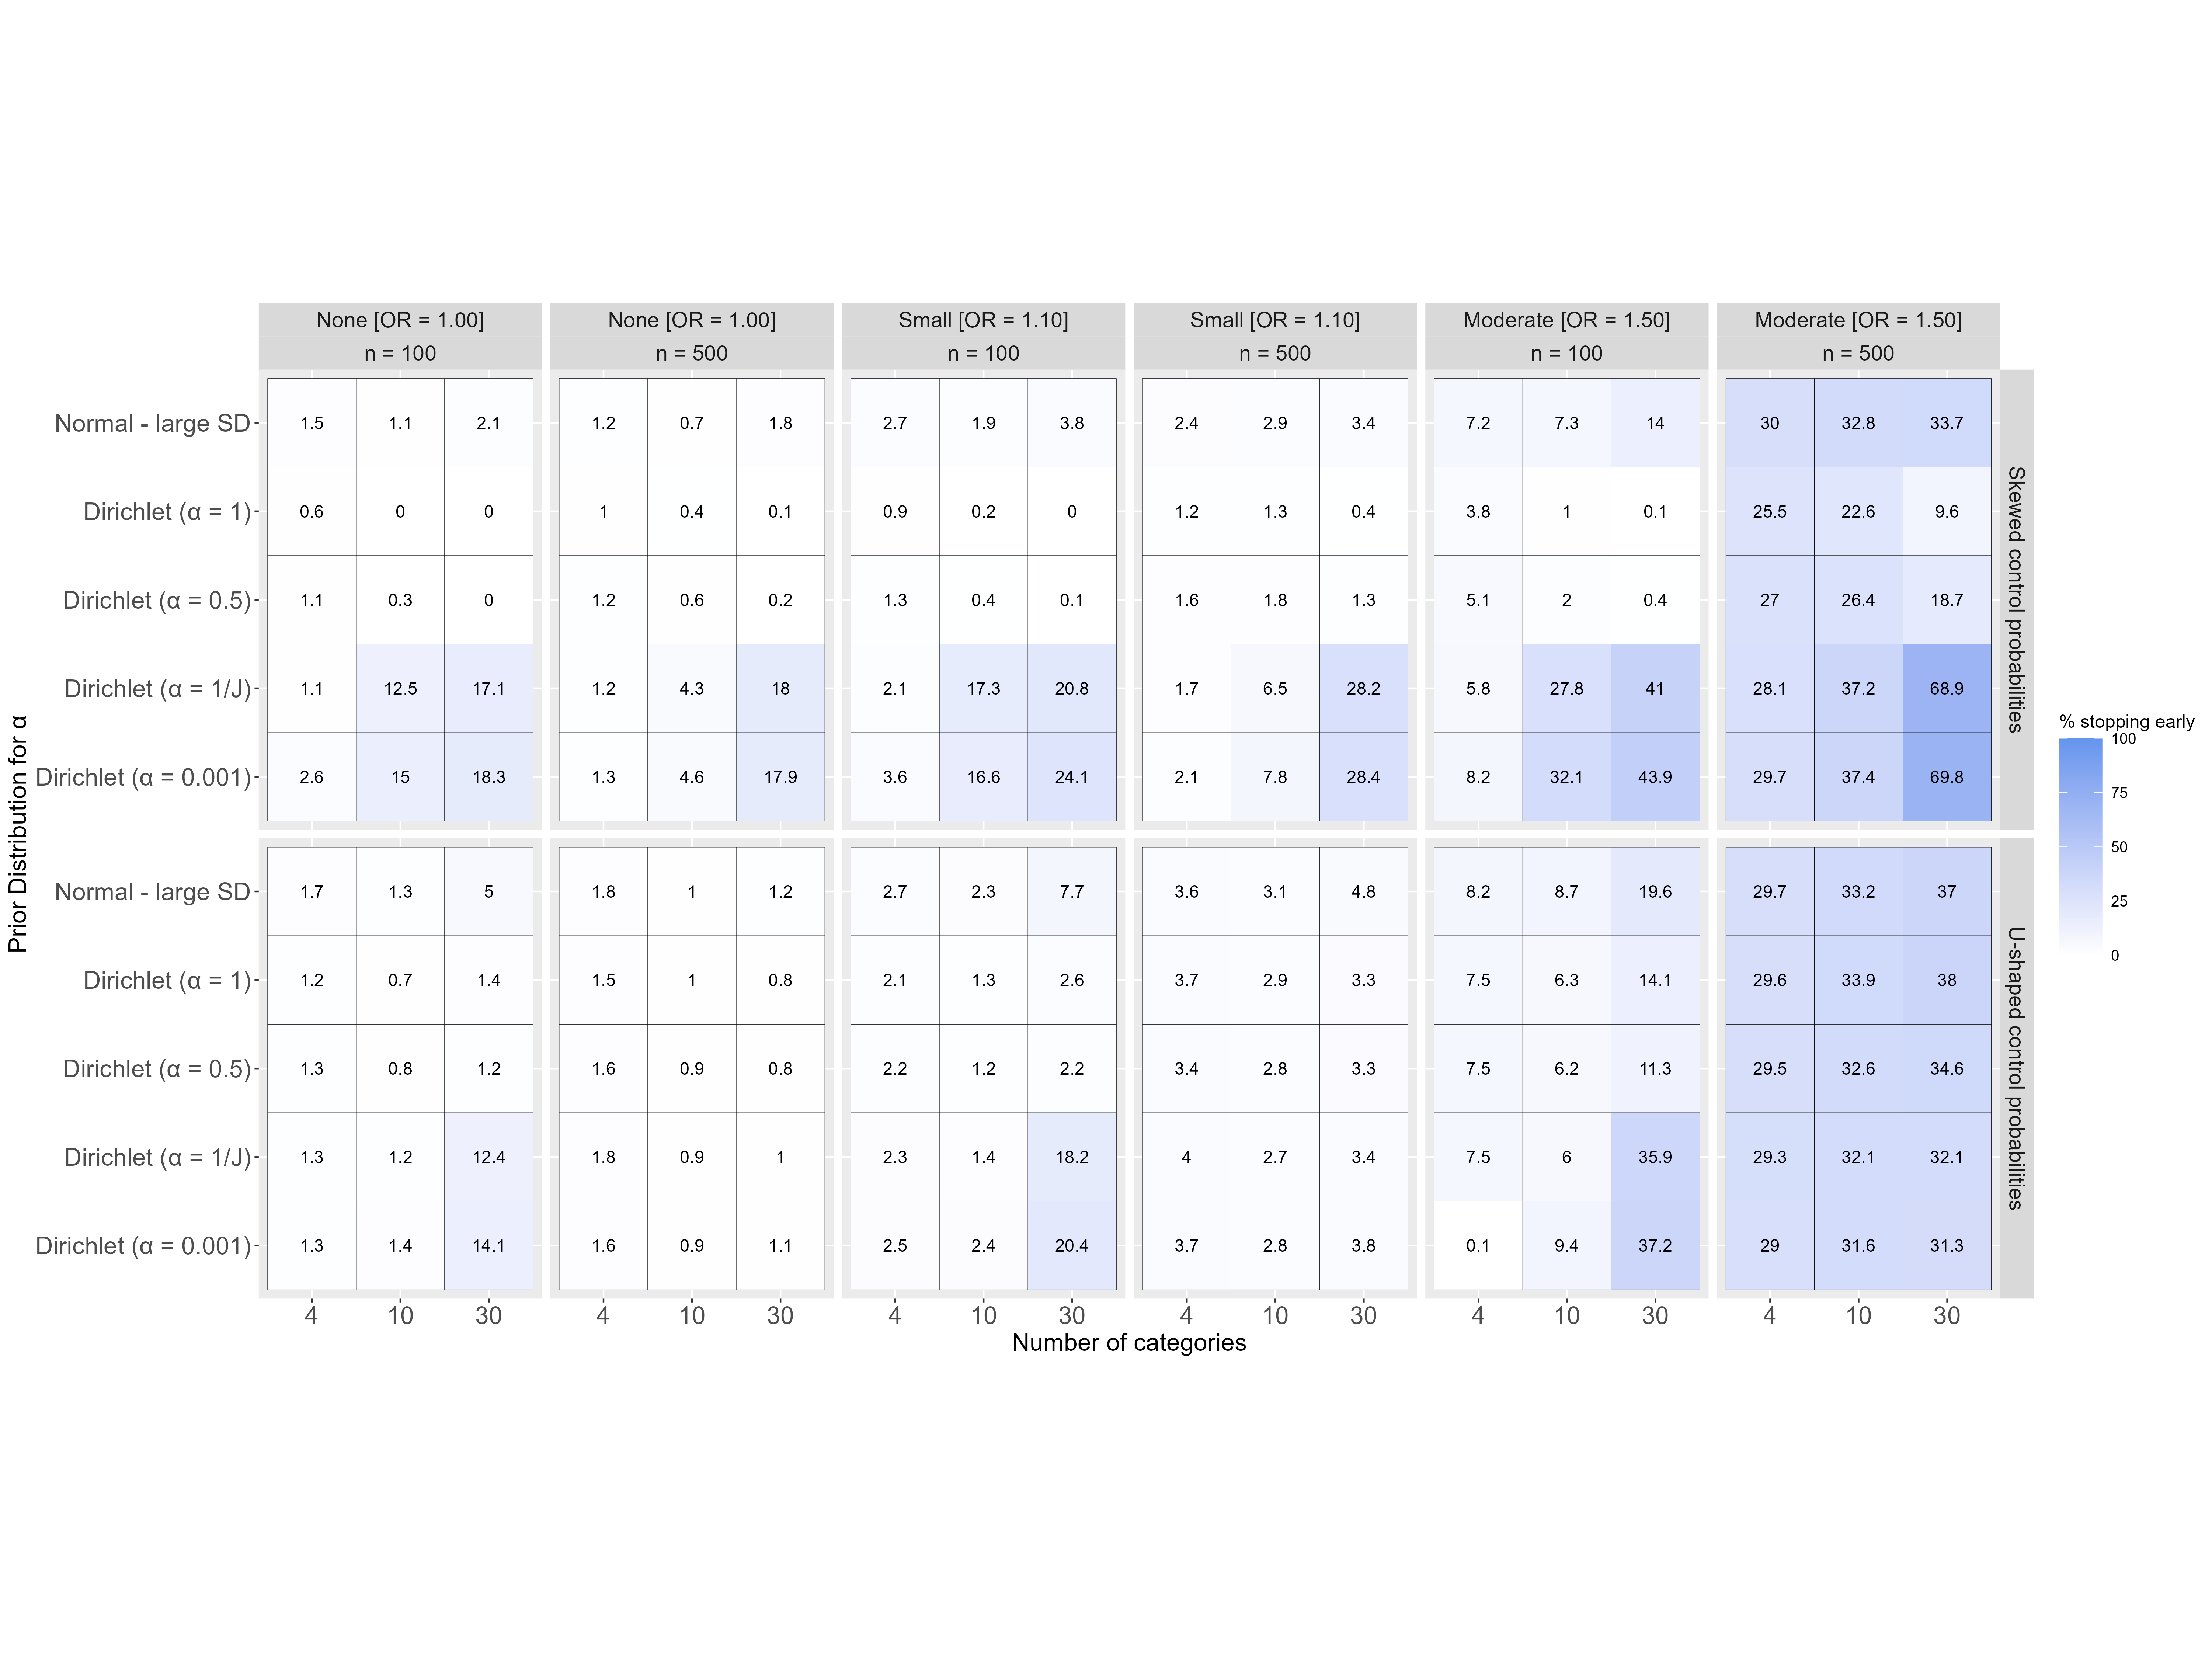 None [OR = 1.00] None [OR = 1.00] Small [OR = 1.10] Small [OR = 1.10] Moderate [OR = 1.50] Moderate [OR = 1.50]
n = 100 n = 500 n = 100 n = 500 n = 100 n = 500
Prior Distribution for α
Skewed control probabilities
Normal - large SD 1.5 1.1 2.1 1.2 0.7 1.8 2.7 1.9 3.8 2.4 2.9 3.4 7.2 7.3 14 30 32.8 33.7
Dirichlet (α = 1) 0.6 0 0 1 0.4 0.1 0.9 0.2 0 1.2 1.3 0.4 3.8 1 0.1 25.5 22.6 9.6
Dirichlet (α = 0.5) 1.1 0.3 0 1.2 0.6 0.2 1.3 0.4 0.1 1.6 1.8 1.3 5.1 2 0.4 27 26.4 18.7
Dirichlet (α = 1/J) 1.1 12.5 17.1 1.2 4.3 18 2.1 17.3 20.8 1.7 6.5 28.2 5.8 27.8 41 28.1 37.2 68.9
Dirichlet (α = 0.001) 2.6 15 18.3 1.3 4.6 17.9 3.6 16.6 24.1 2.1 7.8 28.4 8.2 32.1 43.9 29.7 37.4 69.8
U-shaped control probabilities
Normal - large SD 1.7 1.3 5 1.8 1 1.2 2.7 2.3 7.7 3.6 3.1 4.8 8.2 8.7 19.6 29.7 33.2 37
Dirichlet (α = 1) 1.2 0.7 1.4 1.5 1 0.8 2.1 1.3 2.6 3.7 2.9 3.3 7.5 6.3 14.1 29.6 33.9 38
Dirichlet (α = 0.5) 1.3 0.8 1.2 1.6 0.9 0.8 2.2 1.2 2.2 3.4 2.8 3.3 7.5 6.2 11.3 29.5 32.6 34.6
Dirichlet (α = 1/J) 1.3 1.2 12.4 1.8 0.9 1 2.3 1.4 18.2 4 2.7 3.4 7.5 6 35.9 29.3 32.1 32.1
Dirichlet (α = 0.001) 1.3 1.4 14.1 1.6 0.9 1.1 2.5 2.4 20.4 3.7 2.8 3.8 0.1 9.4 37.2 29 31.6 31.3
4 10 30 4 10 30 4 10 30 4 10 30 4 10 30 4 10 30
Number of categories
% stopping early
100
75
50
25
0